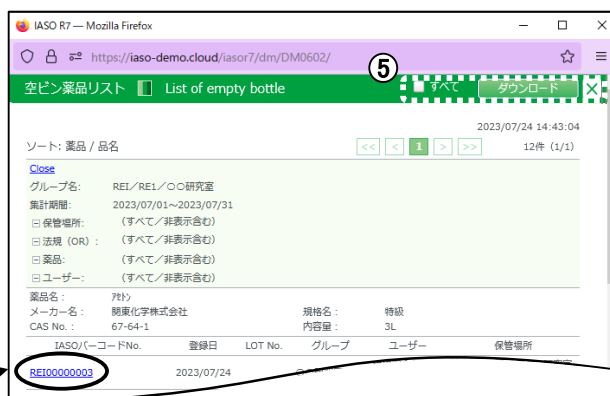 IASO R7 — Mozilla Firefox
https://iaso-demo.cloud/iasor7/dm/DM0602/
⑤
空ビン薬品リスト List of empty bottle すべて ダウンロード ×
2023/07/24 14:43:04
ソート: 薬品 / 品名 << < 1 > >> 12件 (1/1)
Close
グループ名: REI/RE1/○○研究室
集計期間: 2023/07/01~2023/07/31
保管場所: (すべて/非表示含む)
法規 (OR) : (すべて/非表示含む)
薬品: (すべて/非表示含む)
ユーザー: (すべて/非表示含む)
薬品名: アセトン
メーカー名: 関東化学株式会社 規格名: 特級
CAS No. : 67-64-1 内容量: 3L
IASOバーコードNo. 登録日 LOT No. グループ ユーザー 保管場所
REI00000003 2023/07/24